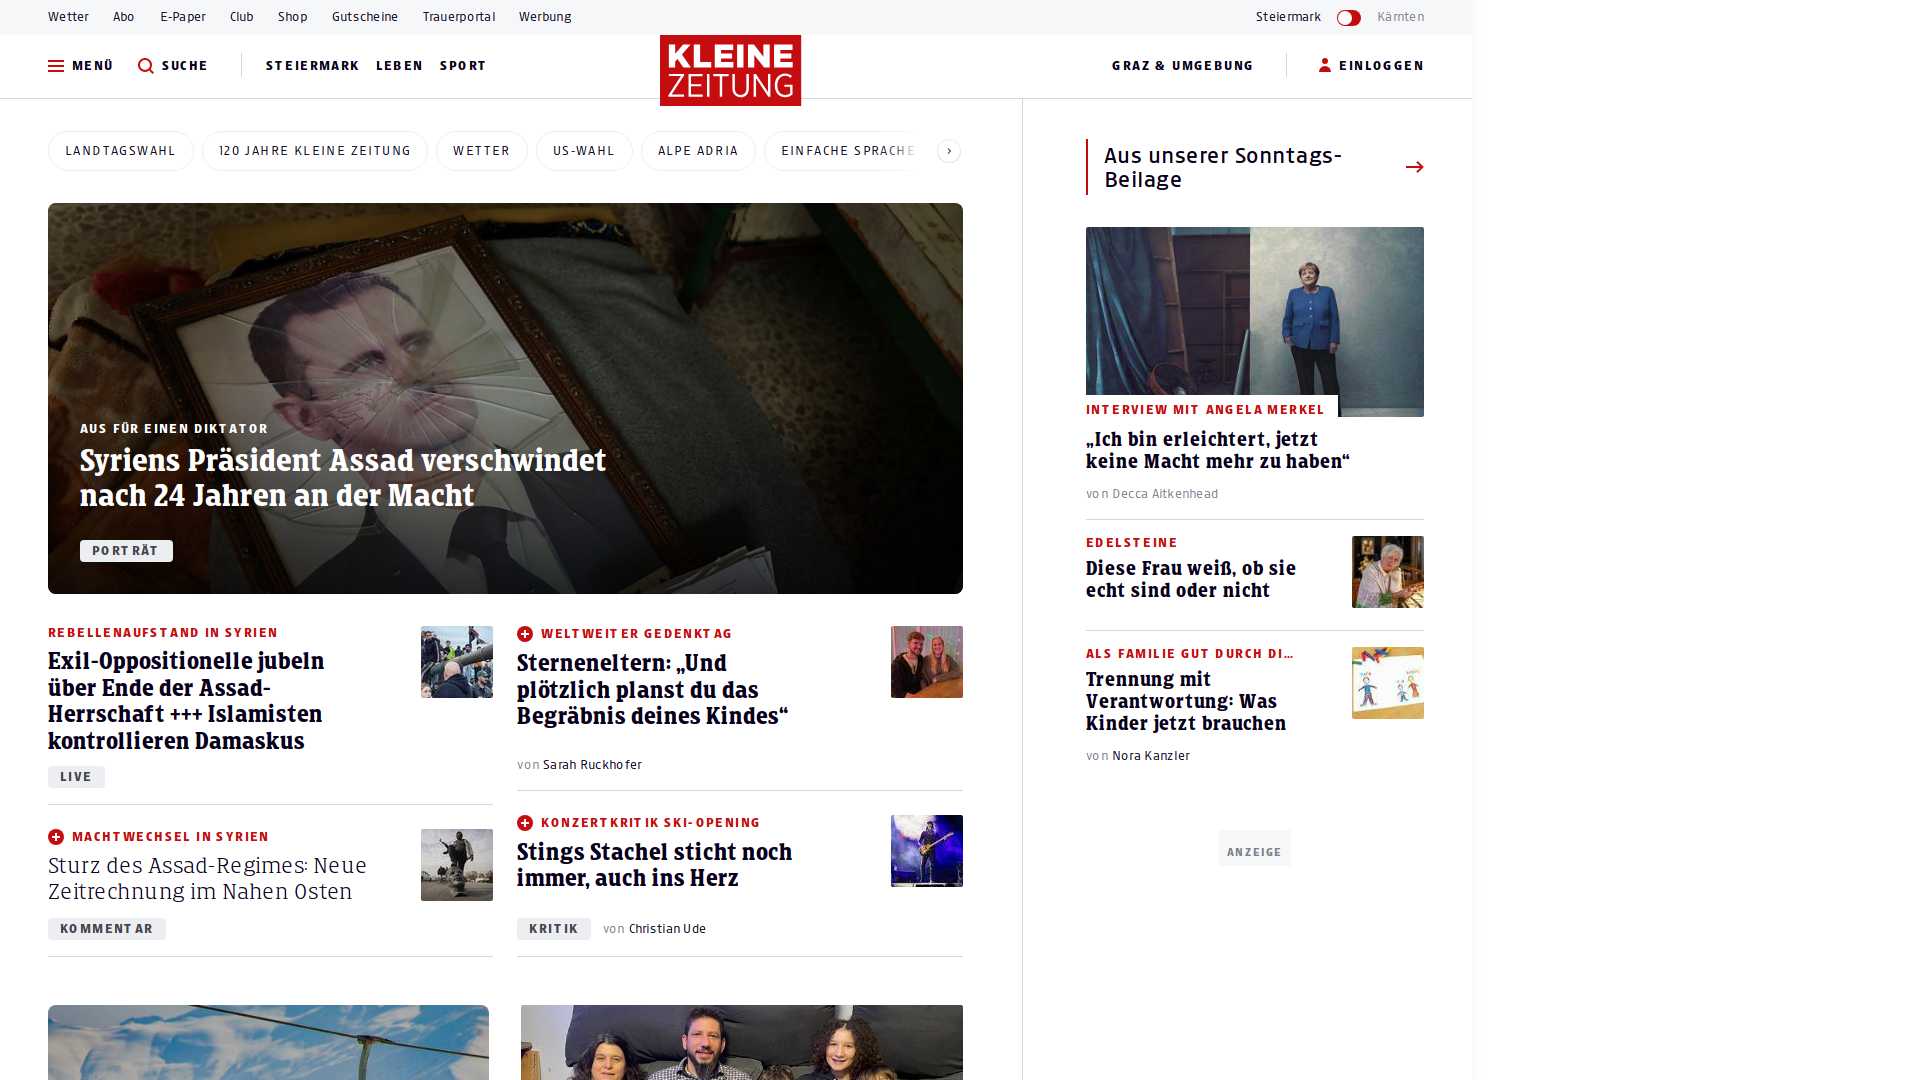 Wetter
Abo
E-Paper
Club
Shop
Gutscheine
Trauerportal
Werbung
Steiermark
Kärnten
MENÜ
SUCHE
STEIERMARK
LEBEN
SPORT
KLEINE
ZEITUNG
GRAZ & UMGEBUNG
EINLOGGEN
LANDTAGSWAHL
120 JAHRE KLEINE ZEITUNG
WETTER
US-WAHL
ALPE ADRIA
EINFACHE SPRACHE
AUS FÜR EINEN DIKTATOR
Syriens Präsident Assad verschwindet
nach 24 Jahren an der Macht
PORTRÄT
REBELLENAUFSTAND IN SYRIEN
Exil-Oppositionelle jubeln
über Ende der Assad-
Herrschaft +++ Islamisten
kontrollieren Damaskus
LIVE
MACHTWECHSEL IN SYRIEN
Sturz des Assad-Regimes: Neue
Zeitrechnung im Nahen Osten
KOMMENTAR
WELTWEITER GEDENKTAG
Sterneneltern: „Und
plötzlich planst du das
Begräbnis deines Kindes“
von Sarah Ruckhofer
KONZERTKRITIK SKI-OPENING
Stings Stachel sticht noch
immer, auch ins Herz
KRITIK
von Christian Ude
Aus unserer Sonntags-
Beilage
INTERVIEW MIT ANGELA MERKEL
„Ich bin erleichtert, jetzt
keine Macht mehr zu haben“
von Decca Aitkenhead
EDELSTEINE
Diese Frau weiß, ob sie
echt sind oder nicht
ALS FAMILIE GUT DURCH DI…
Trennung mit
Verantwortung: Was
Kinder jetzt brauchen
von Nora Kanzler
ANZEIGE